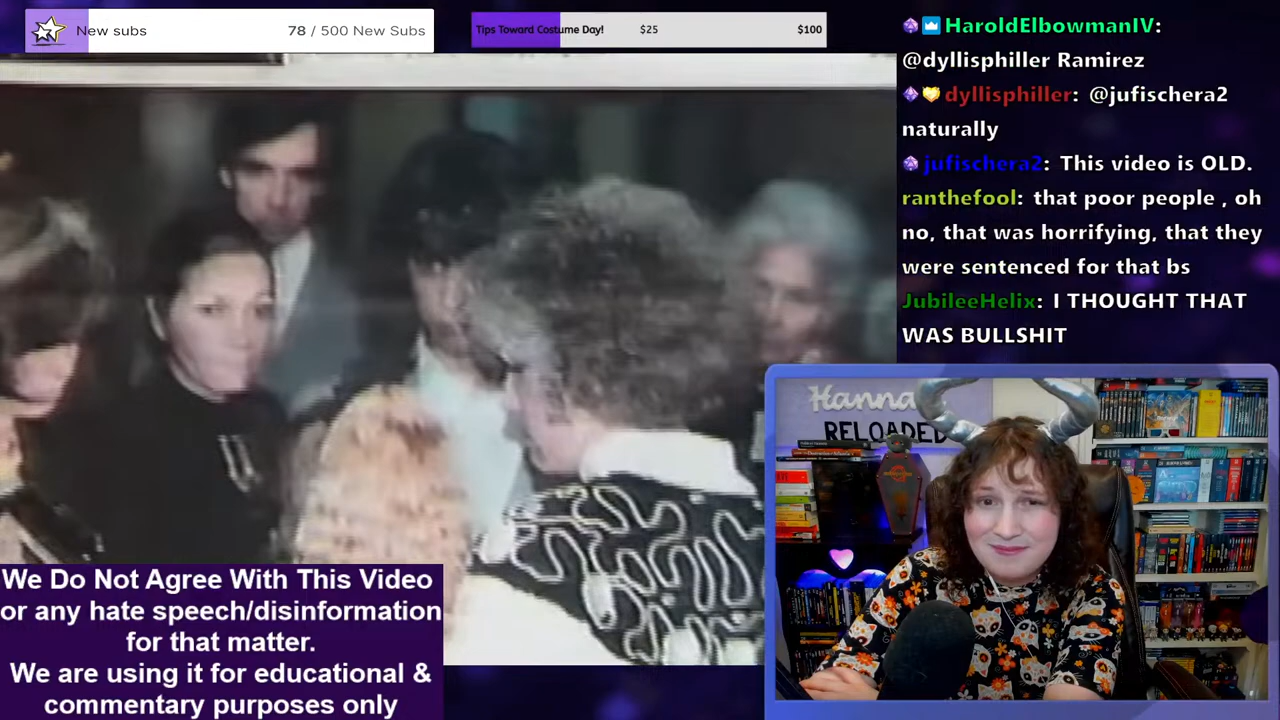 New subs
78 / 500 New Subs
Tips Toward Costume Day!
$25
$100
HaroldElbowmanIV:
@dyllisphiller Ramirez
dyllisphiller: @jufischera2
naturally
jufischera2: This video is OLD.
ranthefool: that poor people , oh
no, that was horrifying, that they
were sentenced for that bs
JubileeHelix: I THOUGHT THAT
WAS BULLSHIT
Hanna
RELOADED
We Do Not Agree With This Video
or any hate speech/disinformation
for that matter.
We are using it for educational &
commentary purposes only